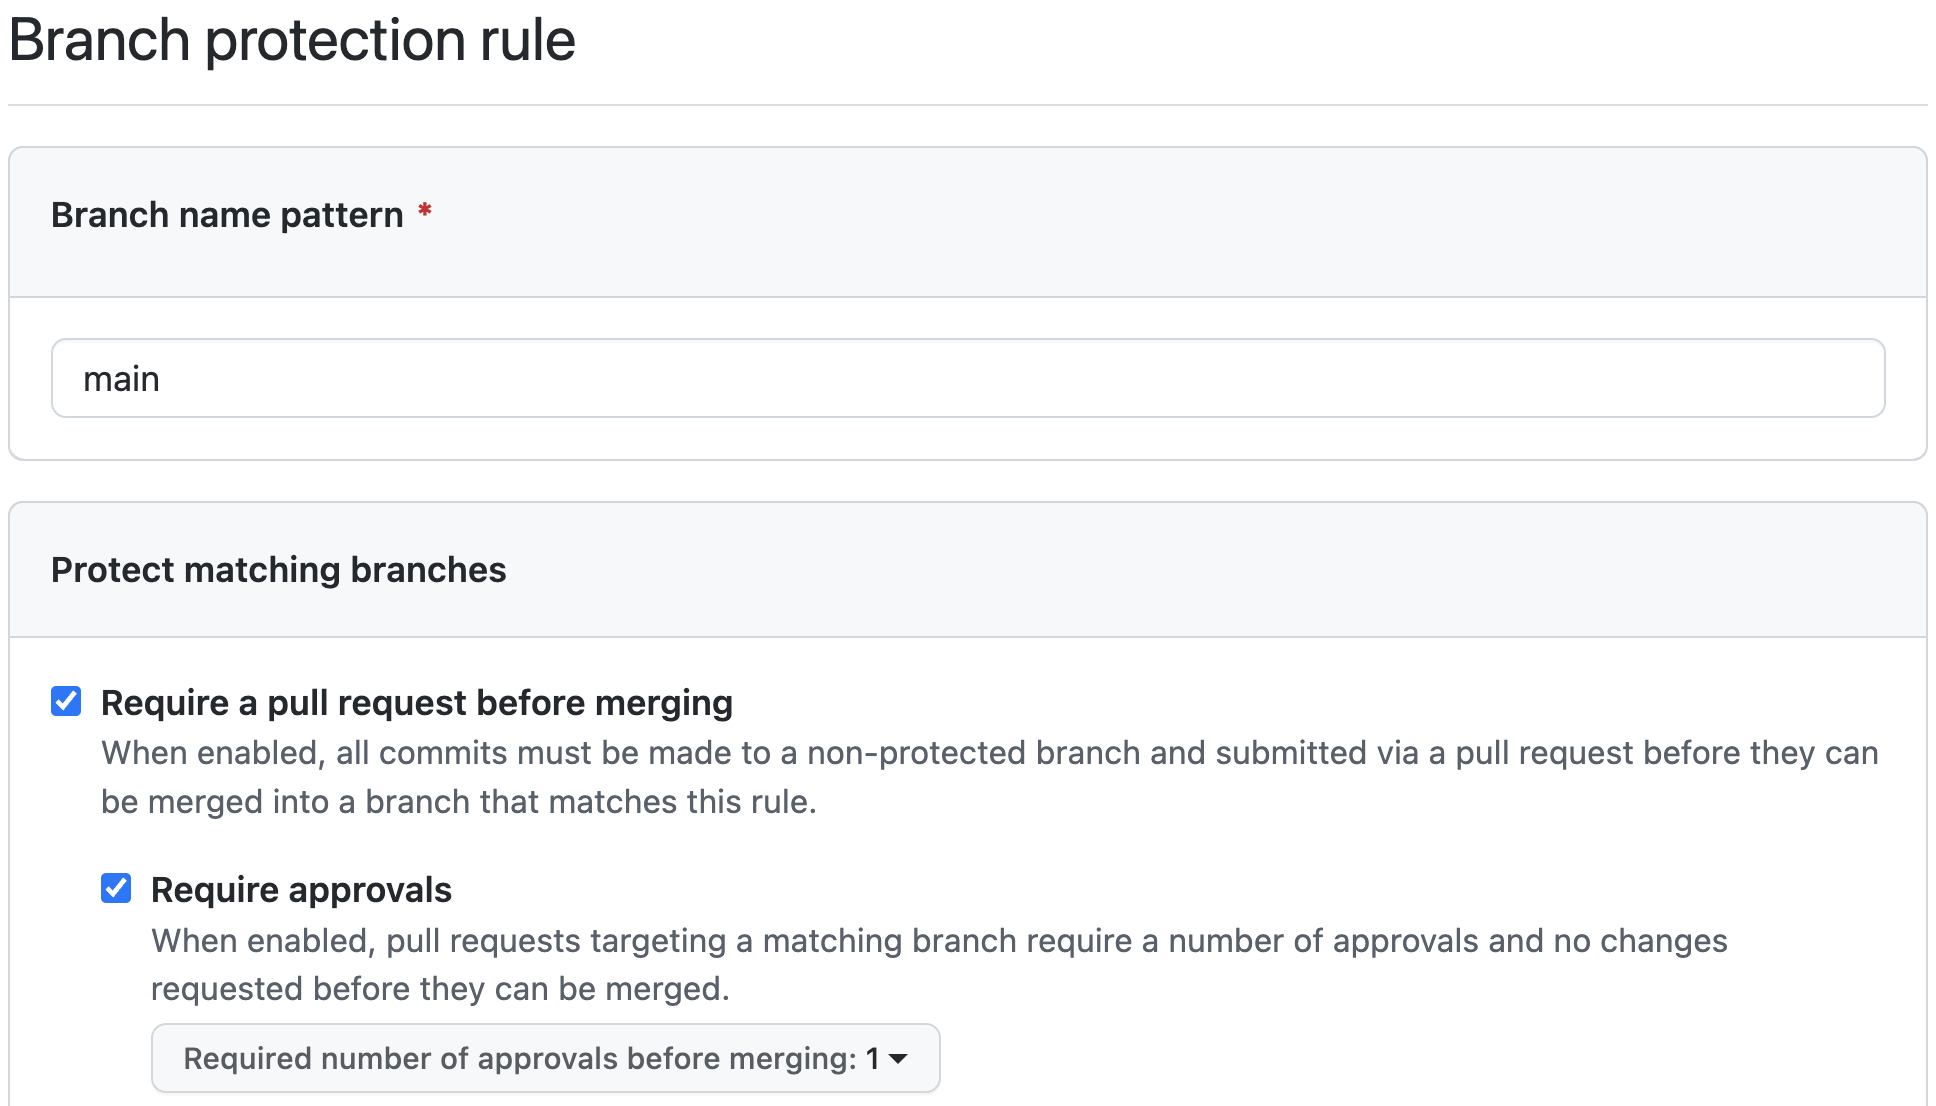 Branch protection rule
Branch name pattern *
main
Protect matching branches
Require a pull request before merging
When enabled, all commits must be made to a non-protected branch and submitted via a pull request before they can
be merged into a branch that matches this rule.
Require approvals
When enabled, pull requests targeting a matching branch require a number of approvals and no changes
requested before they can be merged.
Required number of approvals before merging: 1